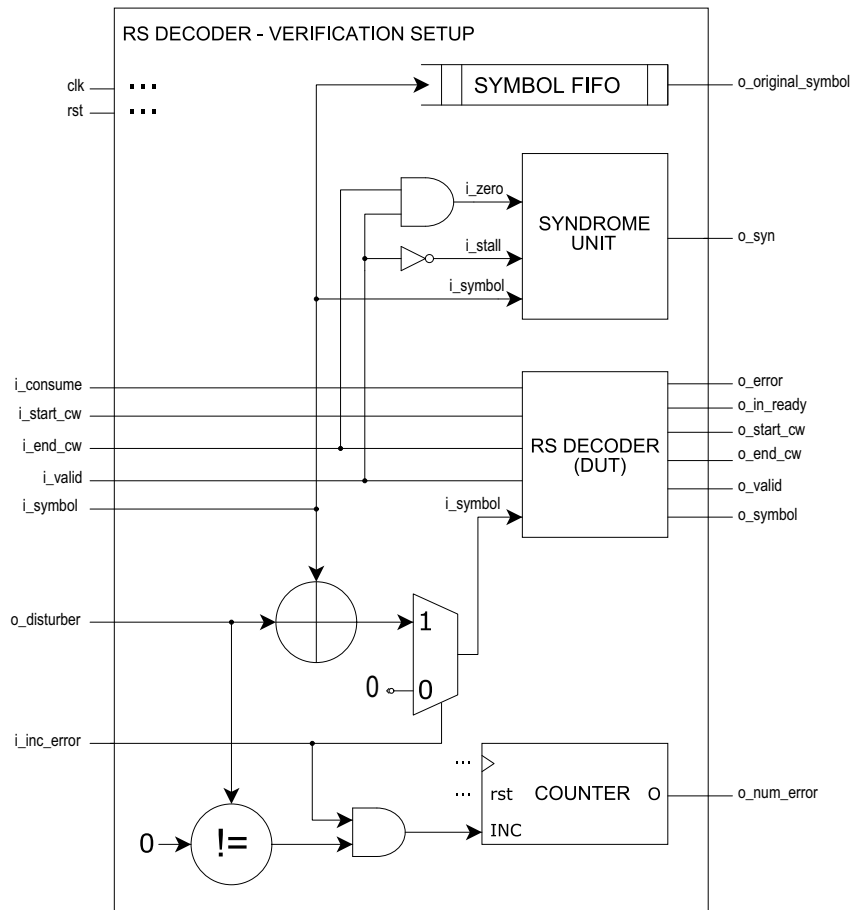 RS DECODER - VERIFICATION SETUP
clk
rst
SYMBOL FIFO
o_original_symbol
i_zero
i_stall
i_symbol
SYNDROME
UNIT
o_syn
i_consume
i_start_cw
i_end_cw
i_valid
i_symbol
i_symbol
RS DECODER
(DUT)
o_error
o_in_ready
o_start_cw
o_end_cw
o_valid
o_symbol
o_disturber
1
0
0
i_inc_error
...
... rst
COUNTER
O
INC
o_num_error
0
!=